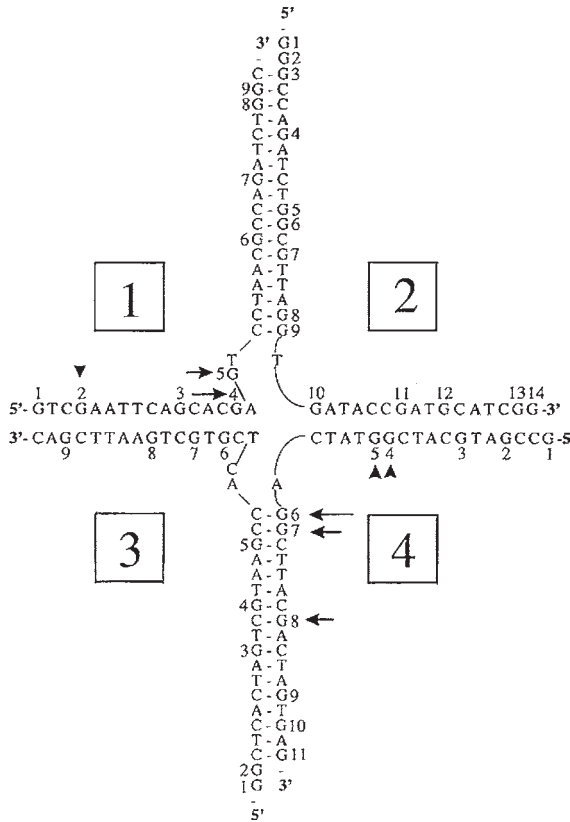 5'
3' G1
- G2
C-G3
9G-C
8G-C
T-A
C-G4
T-A
A-T
7G-C
A-T
C-G5
C-G6
6G-C
C-G7
A-T
A-T
T-A
C-G8
C-G9
1
2
T T
5G
1 2 3 4 10 11 12 13 14
5'-GTCGAATTCAGCACGA GATACCGATGCATCGG-3'
3'-CAGCTTAAGTCGTGCT CTATGGCTACGTAGCCG-5
9 8 7 6 5 4 3 2 1
C
A A
C-G6
C-G7
5G-C
A-T
A-T
T-A
4G-C
C-G8
T-A
3G-C
A-T
T-A
C-G9
A-T
C-G10
T-A
C-G11
2G -
1G 3'
-
5'
3
4